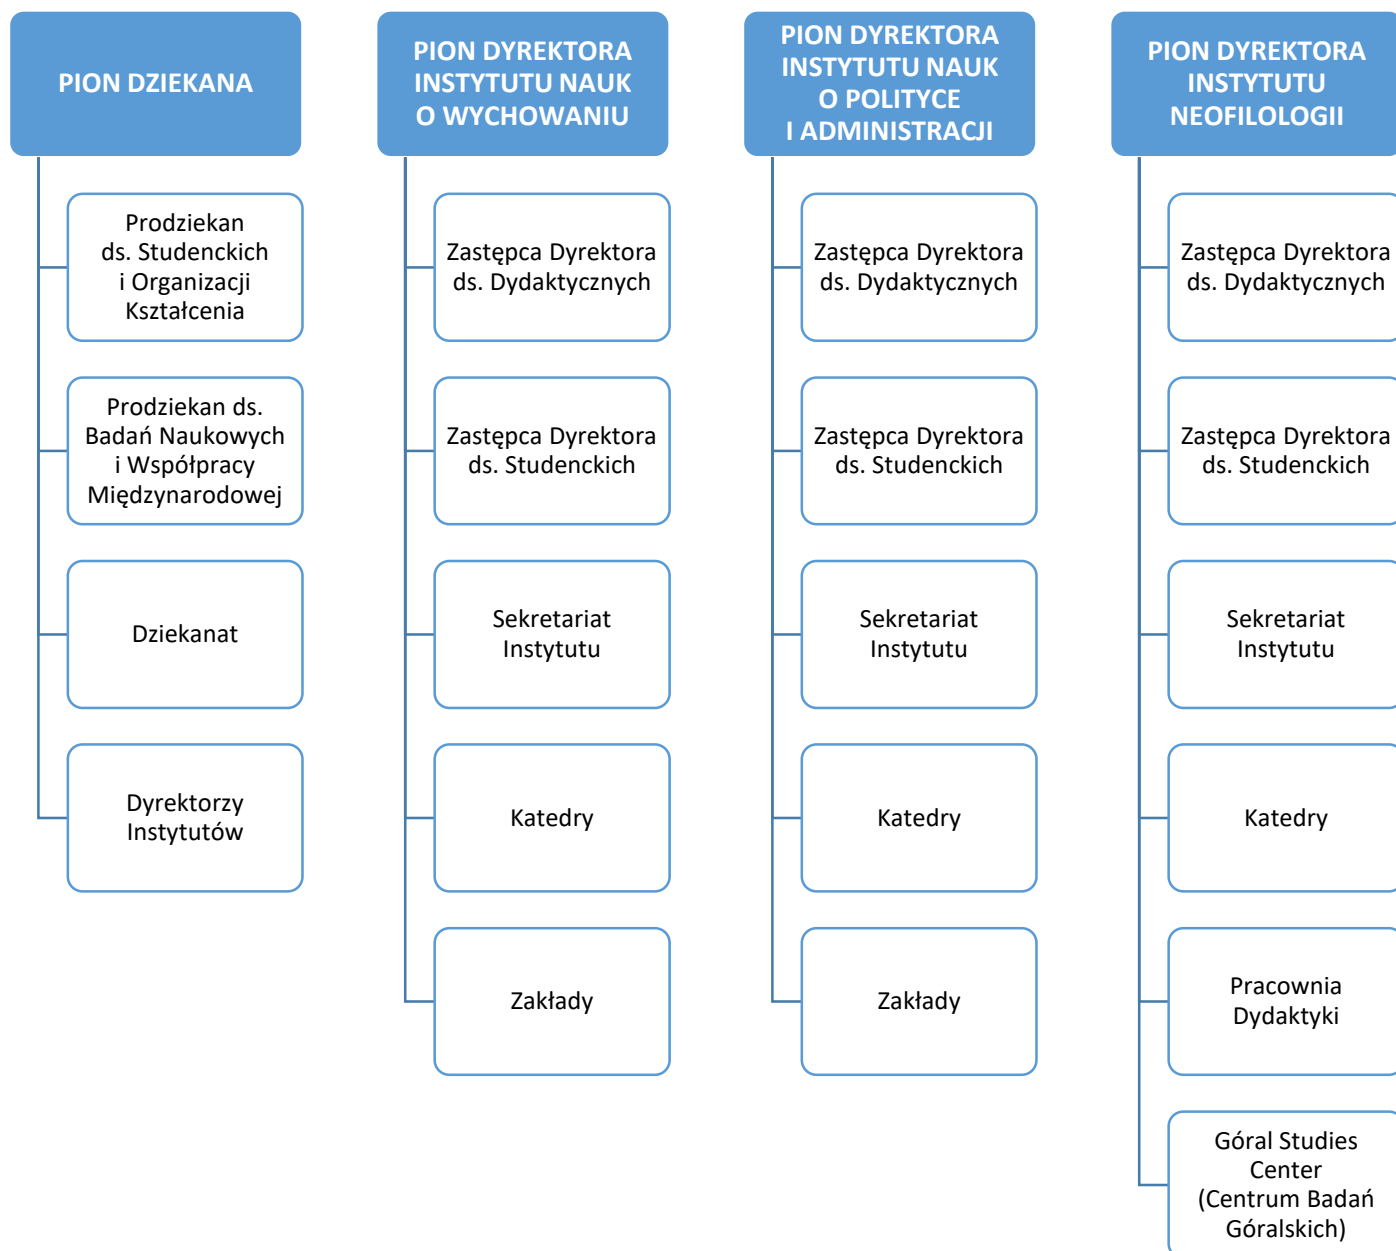 PION DZIEKANA
Prodziekan
ds. Studenckich
i Organizacji
Kształcenia
Prodziekan ds.
Badań Naukowych
i Współpracy
Międzynarodowej
Dziekanat
Dyrektorzy
Instytutów
PION DYREKTORA
INSTYTUTU NAUK
O WYCHOWANIU
Zastępca Dyrektora
ds. Dydaktycznych
Zastępca Dyrektora
ds. Studenckich
Sekretariat
Instytutu
Katedry
Zakłady
PION DYREKTORA
INSTYTUTU NAUK
O POLITYCE
I ADMINISTRACJI
Zastępca Dyrektora
ds. Dydaktycznych
Zastępca Dyrektora
ds. Studenckich
Sekretariat
Instytutu
Katedry
Zakłady
PION DYREKTORA
INSTYTUTU
NEOFILOLOGII
Zastępca Dyrektora
ds. Dydaktycznych
Zastępca Dyrektora
ds. Studenckich
Sekretariat
Instytutu
Katedry
Pracownia
Dydaktyki
Góral Studies
Center
(Centrum Badań
Góralskich)